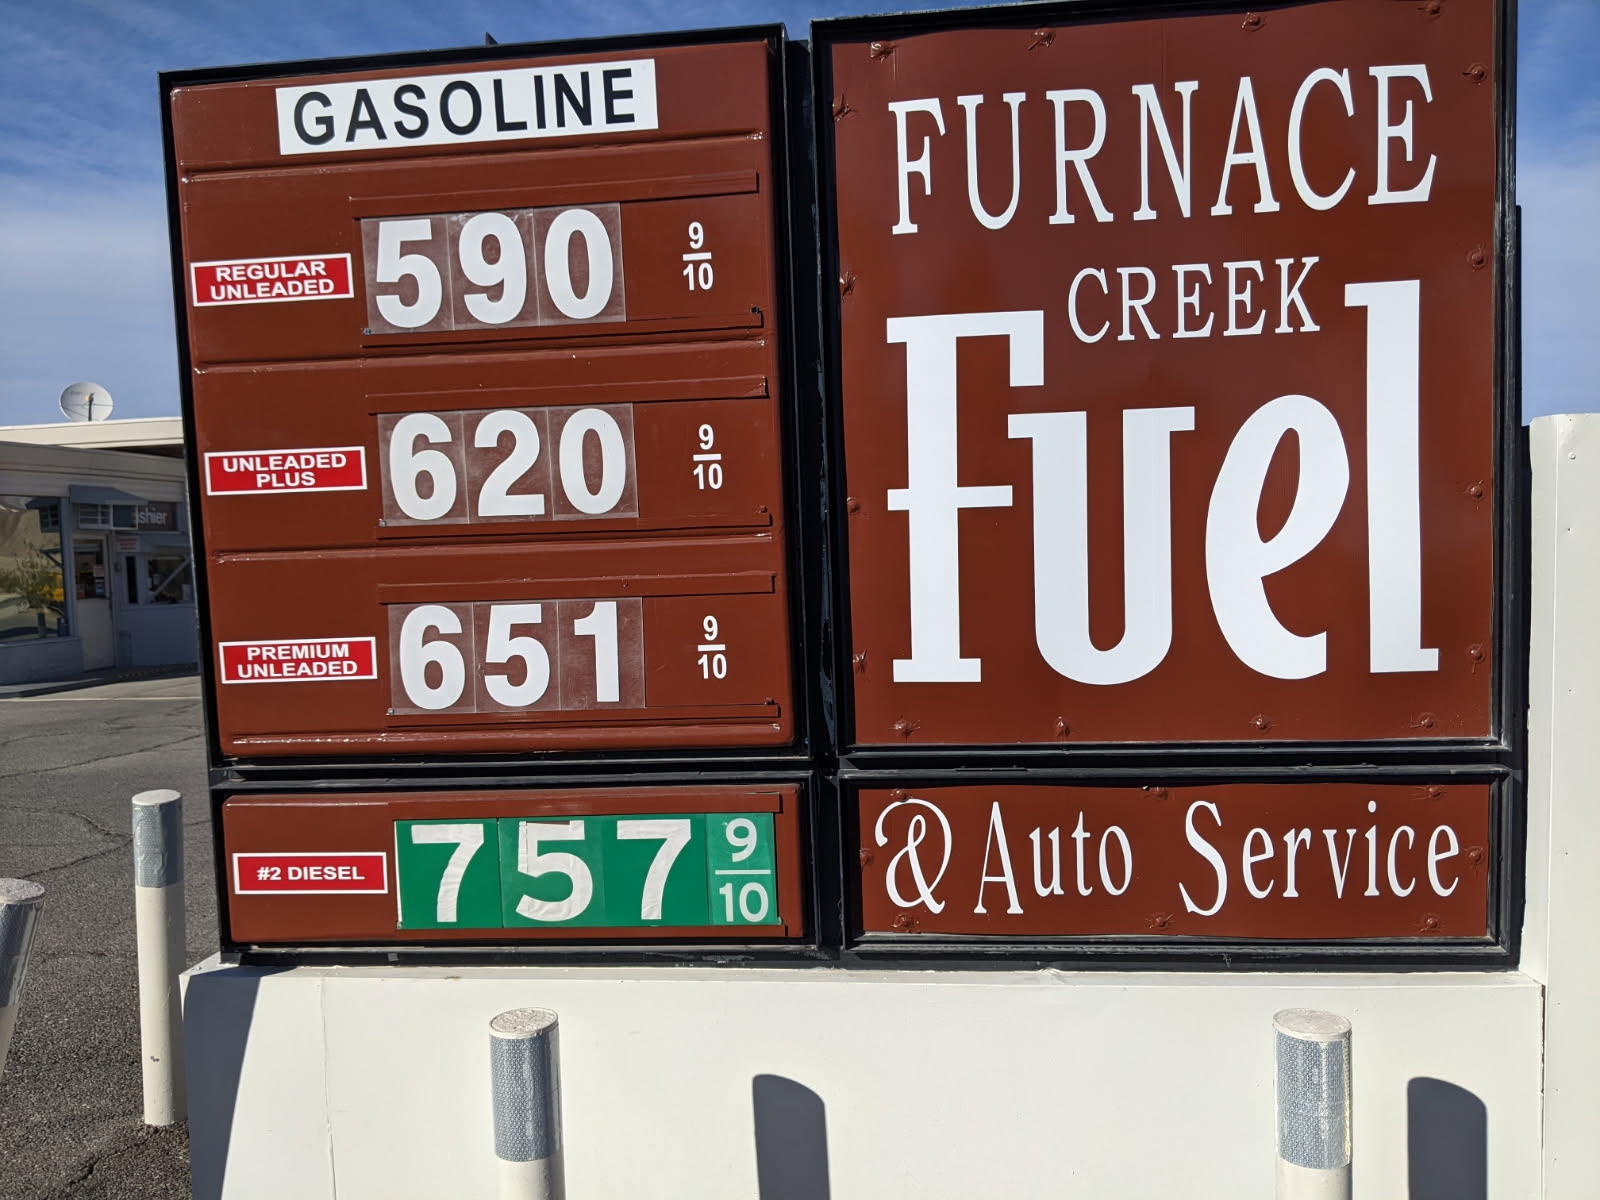 GASOLINE
REGULAR
UNLEADED
590 9/10
UNLEADED
PLUS
620 9/10
PREMIUM
UNLEADED
651 9/10
#2 DIESEL
757 9/10
FURNACE
CREEK
Fuel
& Auto Service
shier